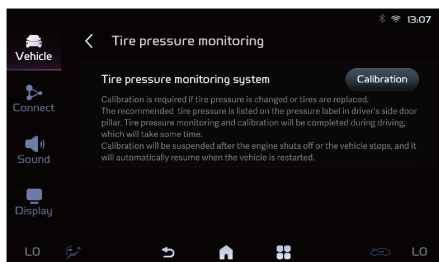 13:07
Vehicle
Tire pressure monitoring
Tire pressure monitoring system
Calibration
Calibration is required if tire pressure is changed or tires are replaced.
The recommended tire pressure is listed on the pressure label in driver's side door
pillar. Tire pressure monitoring and calibration will be completed during driving,
which will take some time.
Calibration will be suspended after the engine shuts off or the vehicle stops, and it
will automatically resume when the vehicle is restarted.
Connect
Sound
Display
LO
LO